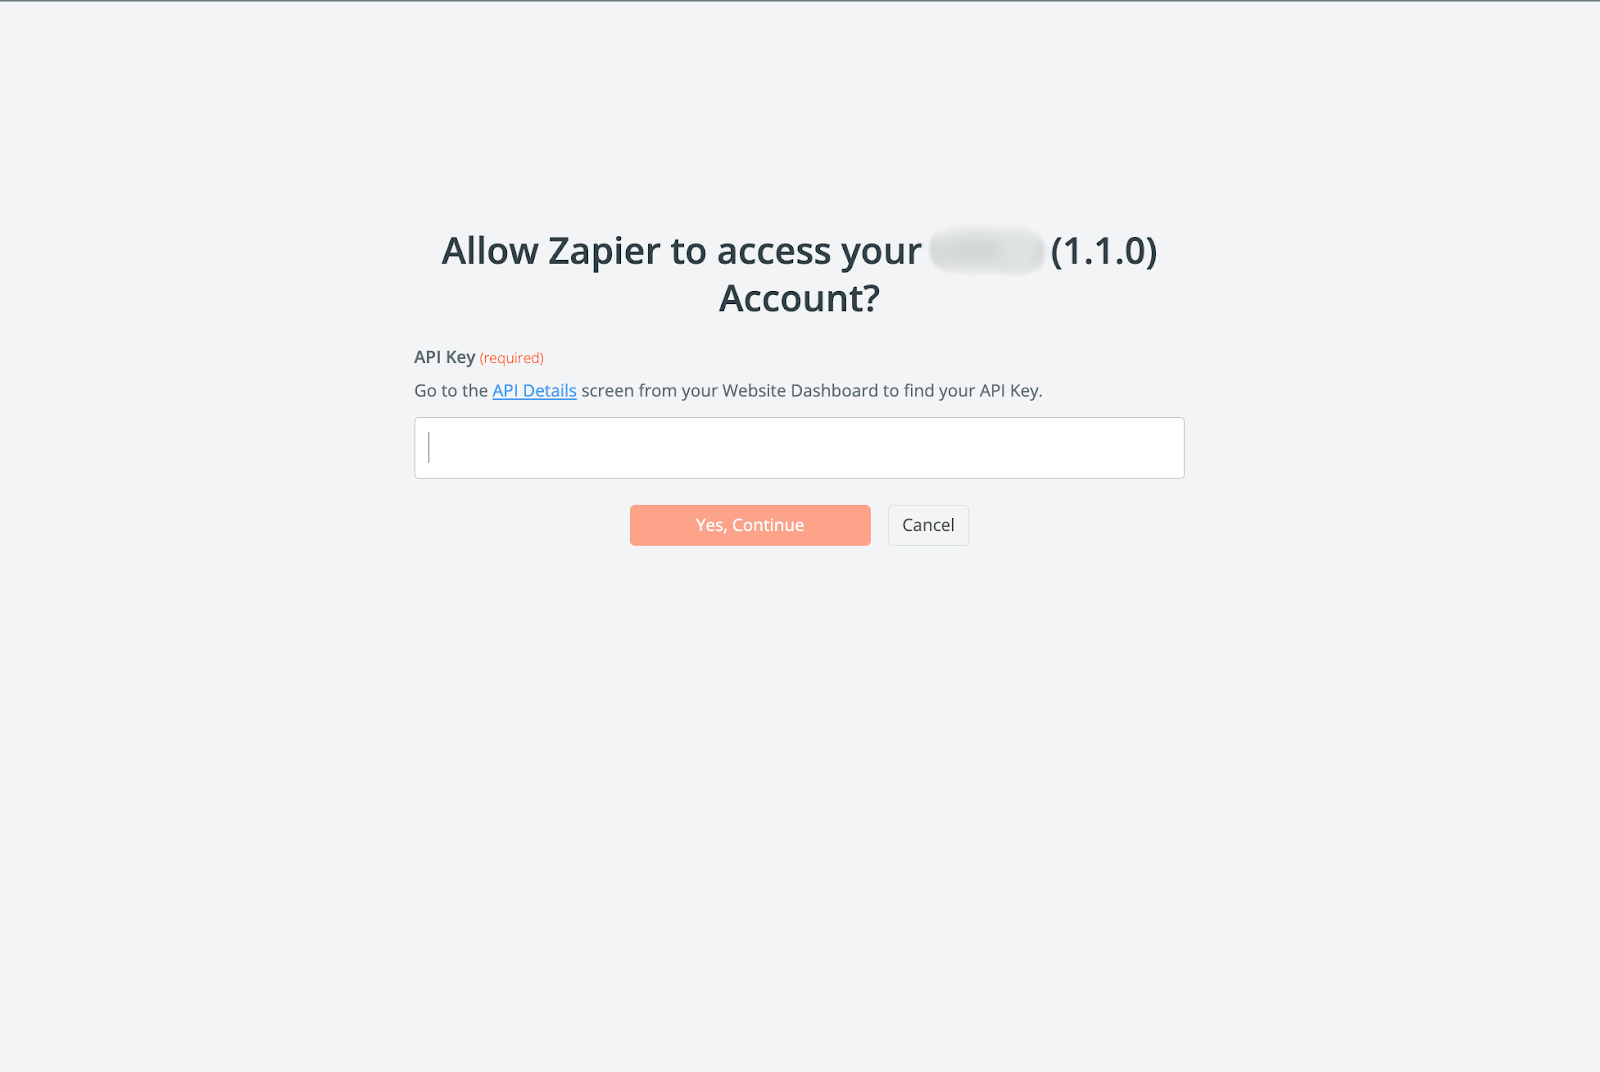 Allow Zapier to access your (1.1.0)
Account?
API Key (required)
Go to the API Details screen from your Website Dashboard to find your API Key.
Yes, Continue
Cancel